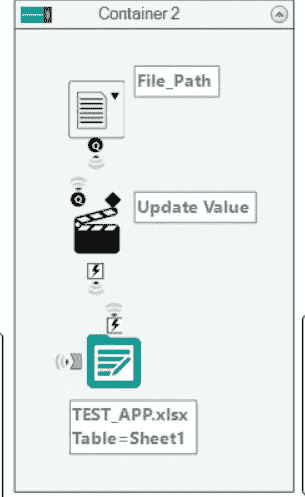 Container 2
File_Path
Q
Q
Update Value
TEST_APP.xlsx
Table=Sheet1